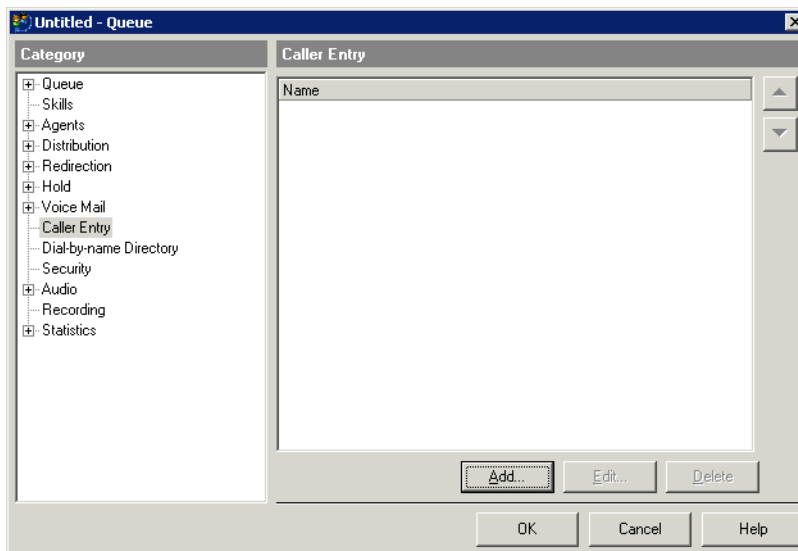 Untitled - Queue
Category
Caller Entry
Queue
Skills
Agents
Distribution
Redirection
Hold
Voice Mail
Caller Entry
Dial-by-name Directory
Security
Audio
Recording
Statistics
Name
Add...
Edit...
Delete
OK
Cancel
Help